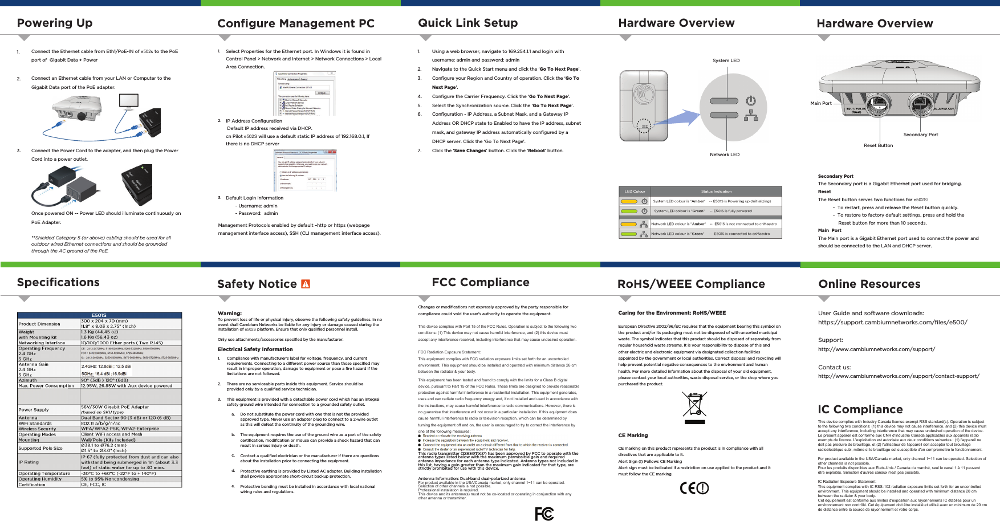 Powering Up
1. Connect the Ethernet cable from Eth1/PoE-IN of e502s to the PoE
port of Gigabit Data + Power
2. Connect an Ethernet cable from your LAN or Computer to the
Gigabit Data port of the PoE adapter.
3. Connect the Power Cord to the adapter, and then plug the Power
Cord into a power outlet.
Once powered ON -- Power LED should illuminate continuously on
PoE Adapter.
**Shielded Category 5 (or above) cabling should be used for all
outdoor wired Ethernet connections and should be grounded
through the AC ground of the PoE.
Configure Management PC
1. Select Properties for the Ethernet port. In Windows it is found in
Control Panel > Network and Internet > Network Connections > Local
Area Connection.
2. IP Address Configuration
Default IP address received via DHCP.
cn Pilot e502S will use a default static IP address of 192.168.0.1, If
there is no DHCP server
3. Default Login information
- Username: admin
- Password: admin
Management Protocols enabled by default –http or https (webpage
management interface access), SSH (CLI management interface access).
Quick Link Setup
1. Using a web browser, navigate to 169.254.1.1 and login with
username: admin and password: admin
2. Navigate to the Quick Start menu and click the 'Go To Next Page'.
3. Configure your Region and Country of operation. Click the 'Go To
Next Page'.
4. Configure the Carrier Frequency. Click the 'Go To Next Page'.
5. Select the Synchronization source. Click the 'Go To Next Page'.
6. Configuration - IP Address, a Subnet Mask, and a Gateway IP
Address OR DHCP state to Enabled to have the IP address, subnet
mask, and gateway IP address automatically configured by a
DHCP server. Click the 'Go To Next Page'.
7. Click the 'Save Changes' button. Click the 'Reboot' button.
Hardware Overview
System LED
Network LED
LED Colour Status Indication
System LED colour is "Amber" -- E501S is Powering up (Initializing)
System LED colour is "Green" -- E501S is fully powered
Network LED colour is "Amber" -- E501S is not connected to cnMaestro
Network LED colour is "Green" -- E501S is connected to cnMaestro
Hardware Overview
Main Port
Secondary Port
Reset Button
Secondary Port
The Secondary port is a Gigabit Ethernet port used for bridging.
Reset
The Reset button serves two functions for e502S:
- To restart, press and release the Reset button quickly.
- To restore to factory default settings, press and hold the
Reset button for more than 10 seconds.
Main Port
The Main port is a Gigabit Ethernet port used to connect the power and
should be connected to the LAN and DHCP server.
Specifications
E501S
Product Dimension 300 x 204 x 70 (mm)
11.8" x 8.03 x 2.75" (Inch)
Weight 1.3 Kg (44.45 oz)
with Mounting kit 1.6 Kg (56.43 oz)
Networking Interface 10/100/1000 Ether ports ( Two RJ45)
Operating Frequency
2.4 GHz
5 GHz
Antenna Gain
2.4 GHz 2.4GHz: 12.8dBi ; 12.5 dBi
5 GHz 5GHz: 16.4 dBi ;16.9dBi
Azimuth 90° (3dB ) 120° (6dB)
Max. Power Consumption 12.95W, 26.85W with Aux device powered
Power Supply 56V/30W Gigabit PoE Adapter
(based on SKU type)
Antenna Dual Band Sector 90 (3 dB) or 120 (6 dB)
WiFi Standards 802.11 a/b/g/n/ac
Wireless Security WPA/WPA2-PSK, WPA2-Enterprise
Operating Modes Client WiFi access and Mesh
Mounting Wall/Pole (Kits Included)
Supported Pole Size Ø38.1 to Ø76.2 (mm)
Ø1.5" to Ø3.0" (Inch)
IP Rating IP 67 (fully protected from dust and can also
withstand being submerged in 1m (about 3.3
feet) of static water for up to 30 mins.
Operating Temperature -30°C to +60°C (-22°F to + 140°F)
Operating Humidity 5% to 95% Noncondensing
Certification CE, FCC, IC
Safety Notice
Warning:
To prevent loss of life or physical injury, observe the following safety guidelines. In no
event shall Cambium Networks be liable for any injury or damage caused during the
installation of e502S platform. Ensure that only qualified personnel install.
Only use attachments/accessories specified by the manufacturer.
Electrical Safety Information
1. Compliance with manufacturer's label for voltage, frequency, and current
requirements. Connecting to a different power source than those specified may
result in improper operation, damage to equipment or pose a fire hazard if the
limitations are not followed.
2. There are no serviceable parts inside this equipment. Service should be
provided only by a qualified service technician.
3. This equipment is provided with a detachable power cord which has an integral
safety ground wire intended for connection to a grounded safety outlet.
a. Do not substitute the power cord with one that is not the provided
approved type. Never use an adapter plug to connect to a 2-wire outlet
as this will defeat the continuity of the grounding wire.
b. The equipment requires the use of the ground wire as a part of the safety
certification, modification or misuse can provide a shock hazard that can
result in serious injury or death.
c. Contact a qualified electrician or the manufacturer if there are questions
about the installation prior to connecting the equipment.
d. Protective earthing is provided by Listed AC adapter. Building installation
shall provide appropriate short-circuit backup protection.
e. Protective bonding must be installed in accordance with local national
wiring rules and regulations.
FCC Compliance
Changes or modifications not expressly approved by the party responsible for
compliance could void the user's authority to operate the equipment.
This device complies with Part 15 of the FCC Rules. Operation is subject to the following two
conditions: (1) This device may not cause harmful interference, and (2) this device must
accept any interference received, including interference that may cause undesired operation.
FCC Radiation Exposure Statement:
This equipment complies with FCC radiation exposure limits set forth for an uncontrolled
environment. This equipment should be installed and operated with minimum distance 26 cm
between the radiator & your body.
This equipment has been tested and found to comply with the limits for a Class B digital
device, pursuant to Part 15 of the FCC Rules. These limits are designed to provide reasonable
protection against harmful interference in a residential installation. This equipment generates,
uses and can radiate radio frequency energy and, if not installed and used in accordance with
the instructions, may cause harmful interference to radio communications. However, there is
no guarantee that interference will not occur in a particular installation. If this equipment does
cause harmful interference to radio or television reception, which can be determined by
turning the equipment off and on, the user is encouraged to try to correct the interference by
one of the following measures:
● Reorient or relocate the receiving antenna.
● Increase the separation between the equipment and receiver.
● Connect the equipment into an outlet on a circuit different from that to which the receiver is connected.
● Consult the dealer or an experienced radio/TV technician for help.
This radio transmitter (Z8H89FT0037) has been approved by FCC to operate with the
antenna types listed below with the maximum permissible gain and required
antenna impedance for each antenna type indicated. Antenna types not included in
this list, having a gain greater than the maximum gain indicated for that type, are
strictly prohibited for use with this device.
Antenna Information: Dual-band dual-polarized antenna
For product available in the USA/Canada market, only channel 1~11 can be operated.
Selection of other channels is not possible.
Professional installation is required.
This device and its antenna(s) must not be co-located or operating in conjunction with any
other antenna or transmitter.
FC
RoHS/WEEE Compliance
Caring for the Environment: RoHS/WEEE
European Directive 2002/96/EC requires that the equipment bearing this symbol on
the product and/or its packaging must not be disposed of with unsorted municipal
waste. The symbol indicates that this product should be disposed of separately from
regular household waste streams. It is your responsibility to dispose of this and
other electric and electronic equipment via designated collection facilities
appointed by the government or local authorities. Correct disposal and recycling will
help prevent potential negative consequences to the environment and human
health. For more detailed information about the disposal of your old equipment,
please contact your local authorities, waste disposal service, or the shop where you
purchased the product.
CE Marking
CE marking on this product represents the product is in compliance with all
directives that are applicable to it.
Alert Sign (!) Follows CE Marking
Alert sign must be indicated if a restriction on use applied to the product and it
must follow the CE marking.
CE
Online Resources
User Guide and software downloads:
https://support.cambiumnetworks.com/files/e500/
Support:
http://www.cambiumnetworks.com/support/
Contact us:
http://www.cambiumnetworks.com/support/contact-support/
IC Compliance
This device complies with Industry Canada license-exempt RSS standard(s). Operation is subject
to the following two conditions: (1) this device may not cause interference, and (2) this device must
accept any interference, including interference that may cause undesired operation of the device.
Le présent appareil est conforme aux CNR d'Industrie Canada applicables aux appareils radio
exempts de licence. L'exploitation est autorisée aux deux conditions suivantes : (1) l'appareil ne
doit pas produire de brouillage, et (2) l'utilisateur de l'appareil doit accepter tout brouillage
radioélectrique subi, même si le brouillage est susceptible d'en compromettre le fonctionnement.
For product available in the USA/Canada market, only channel 1~11 can be operated. Selection of
other channels is not possible.
Pour les produits disponibles aux États-Unis / Canada du marché, seul le canal 1 à 11 peuvent
être exploités. Sélection d'autres canaux n'est pas possible.
IC Radiation Exposure Statement:
This equipment complies with IC RSS-102 radiation exposure limits set forth for an uncontrolled
environment. This equipment should be installed and operated with minimum distance 20 cm
between the radiator & your body.
Cet équipement est conforme aux limites d'exposition aux rayonnements IC établies pour un
environnement non contrôlé. Cet équipement doit être installé et utilisé avec un minimum de 20 cm
de distance entre la source de rayonnement et votre corps.